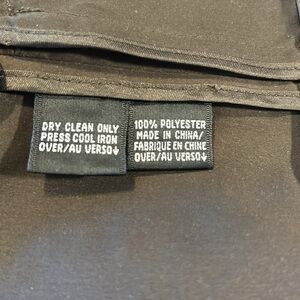 DRY CLEAN ONLY
PRESS COOL IRON
OVER/AU VERSO↓
100% POLYESTER
MADE IN CHINA/
FABRIQUE EN CHINE
OVER/AU VERSO↓